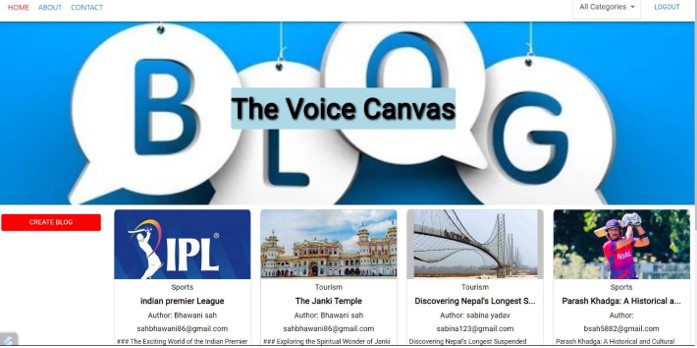 HOME ABOUT CONTACT All Categories LOGOUT
BLOG
The Voice Canvas
CREATE BLOG
IPL
Sports
indian premier League
Author: Bhawani sah
sahbhawani86@gmail.com
### The Exciting World of the Indian Premier
Tourism
The Janki Temple
Author: Bhawani sah
sahbhawani86@gmail.com
### Exploring the Spiritual Wonder of Janki
Tourism
Discovering Nepal's Longest S...
Author: sabina yadav
sabina123@gmail.com
Discovering Nepal's Longest Suspended
NEPAL
Sports
Parash Khadga: A Historical a...
Author:
bsah5882@gmail.com
Parash Khadga: A Historical and Cultural